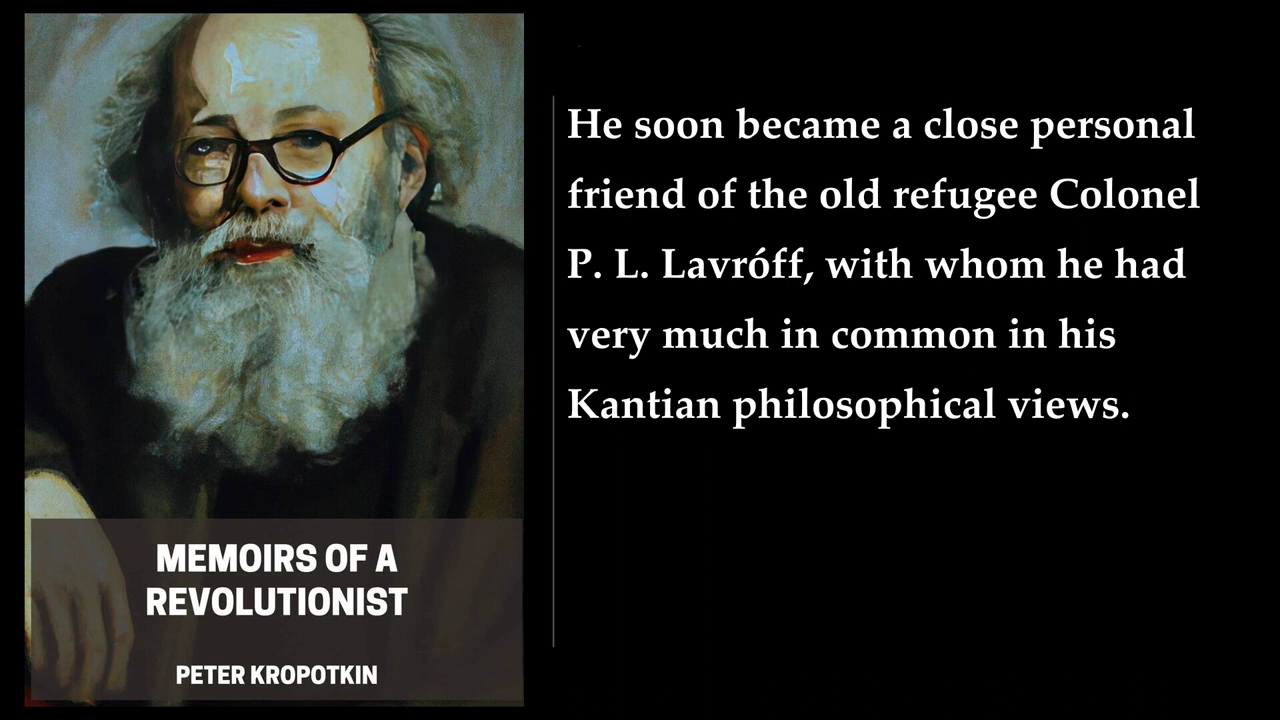 MEMOIRS OF A
REVOLUTIONIST
PETER KROPOTKIN
He soon became a close personal
friend of the old refugee Colonel
P. L. Lavróff, with whom he had
very much in common in his
Kantian philosophical views.